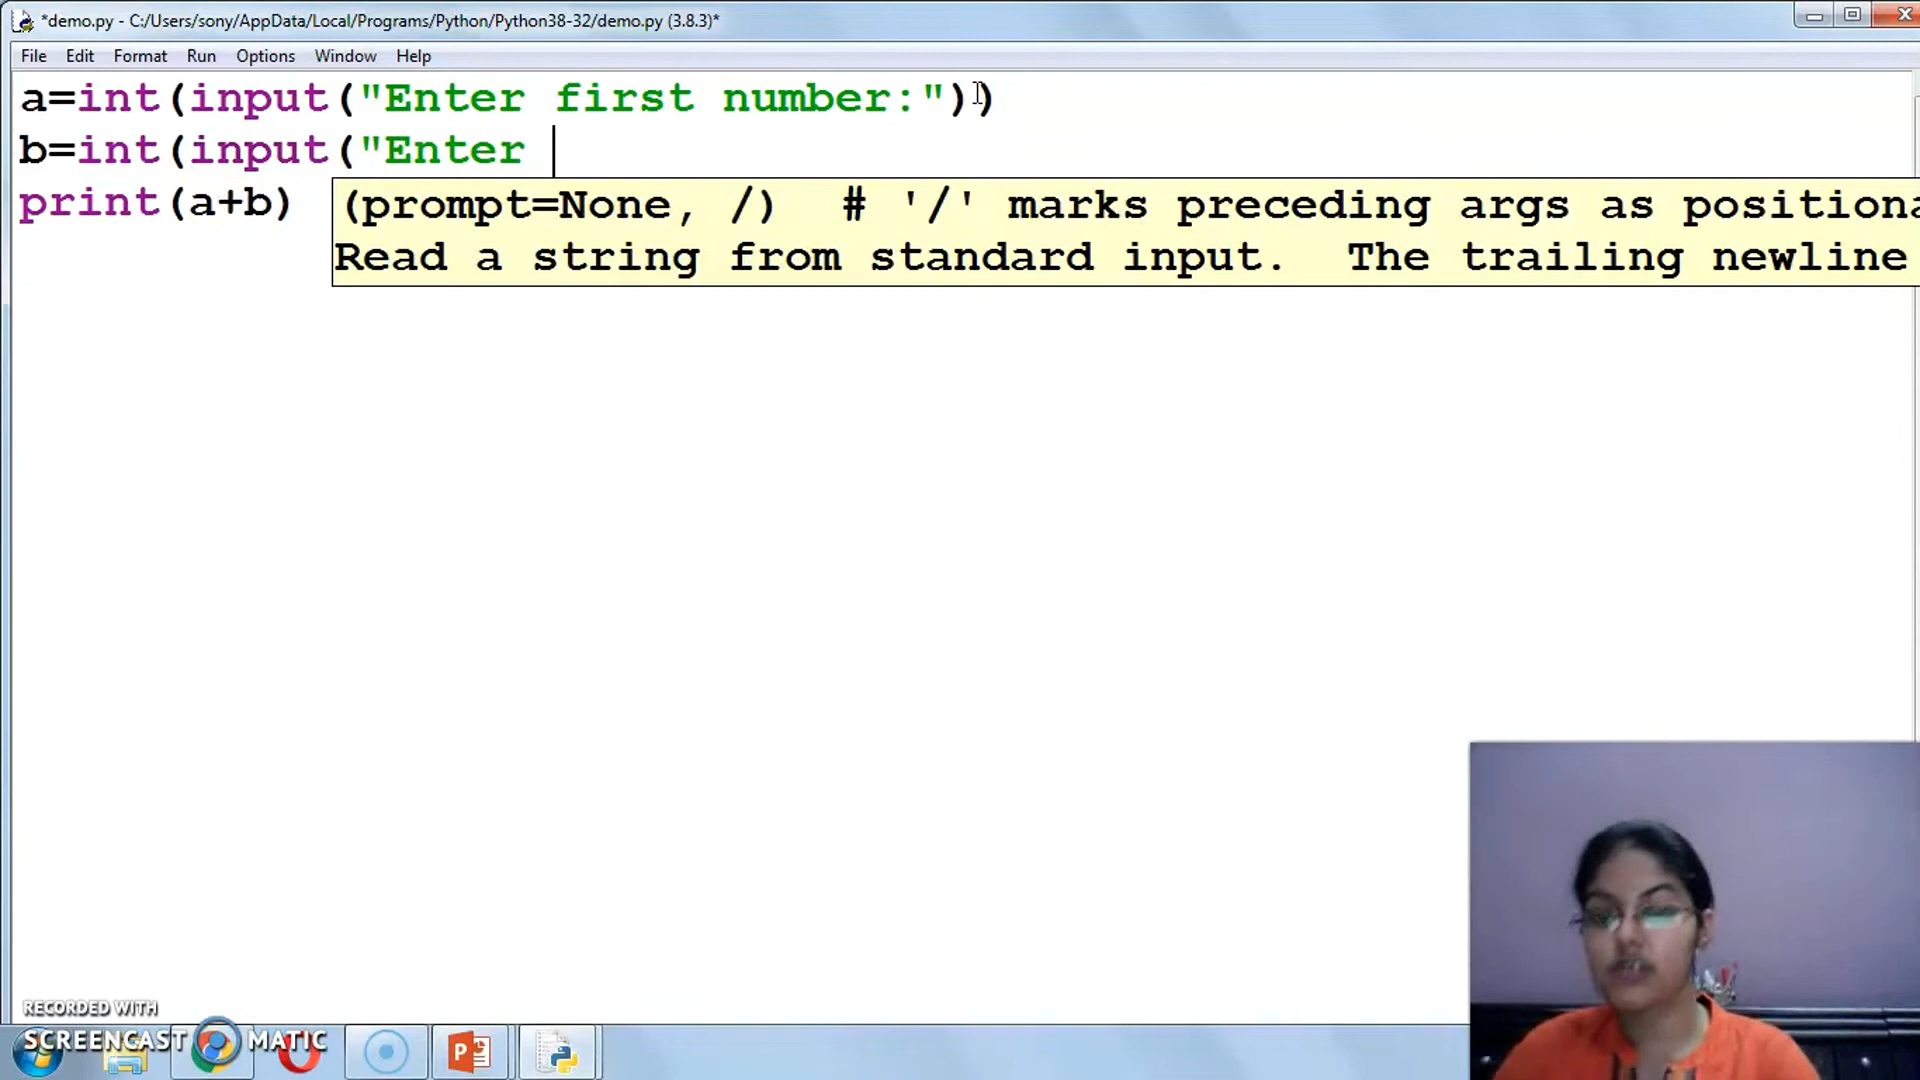 *demo.py - C:/Users/sony/AppData/Local/Programs/Python/Python38-32/demo.py (3.8.3)*
File Edit Format Run Options Window Help
a=int(input("Enter first number:"))
b=int(input("Enter
print(a+b)
(prompt=None, /)   # '/' marks preceding args as positiona
Read a string from standard input.  The trailing newline
RECORDED WITH
SCREENCAST MATIC